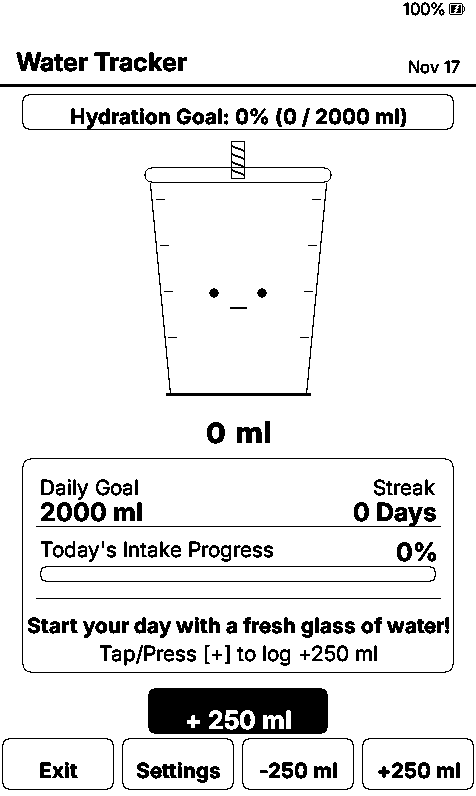 100%
Water Tracker
Nov 17
Hydration Goal: 0% (0 / 2000 ml)
0 ml
Daily Goal Streak
2000 ml 0 Days
Today's Intake Progress 0%
Start your day with a fresh glass of water!
Tap/Press [+] to log +250 ml
+ 250 ml
Exit Settings -250 ml +250 ml